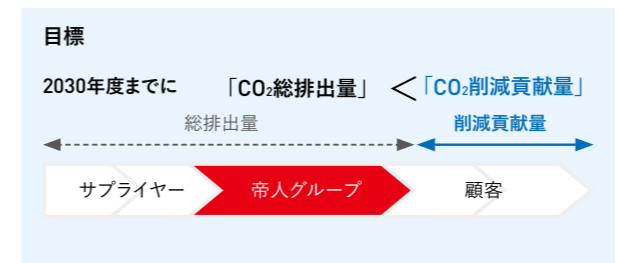 目標
2030年度までに 「CO₂総排出量」 <「CO₂削減貢献量」
総排出量 削減貢献量
サプライヤー 帝人グループ 顧客